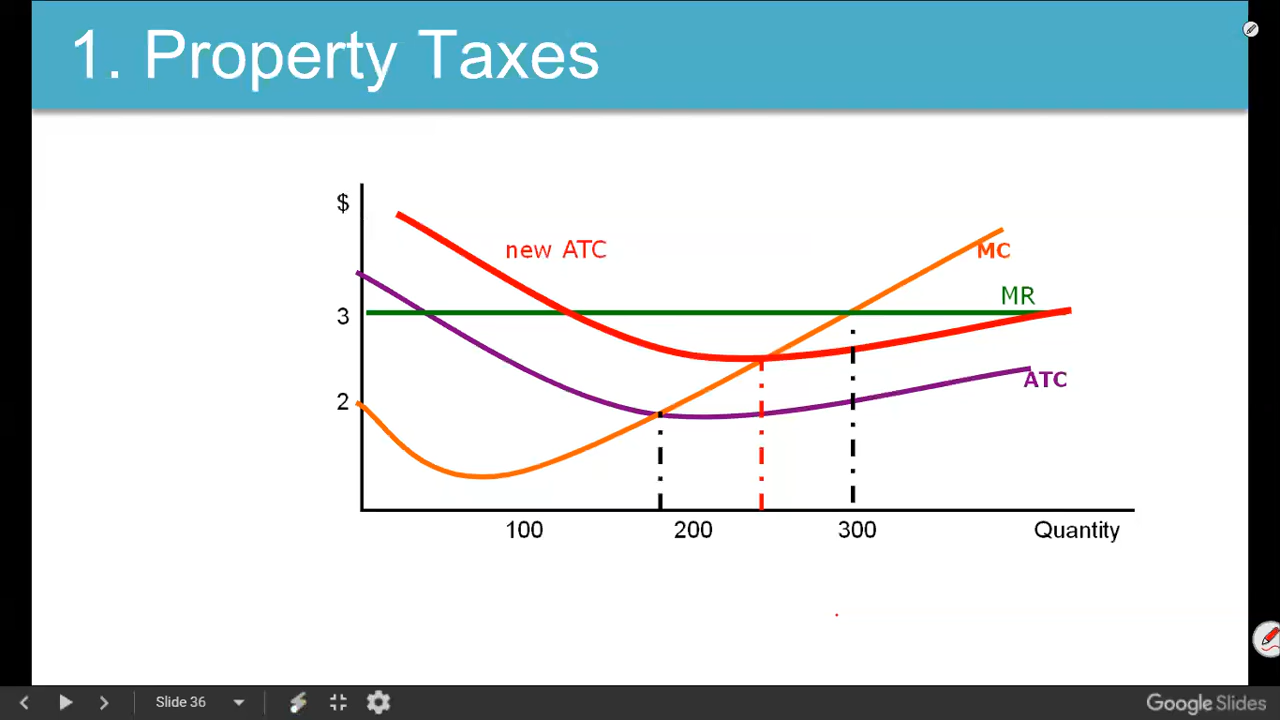 1. Property Taxes
$
new ATC
MC
MR
3
ATC
2
100 200 300 Quantity
Slide 36
Google Slides